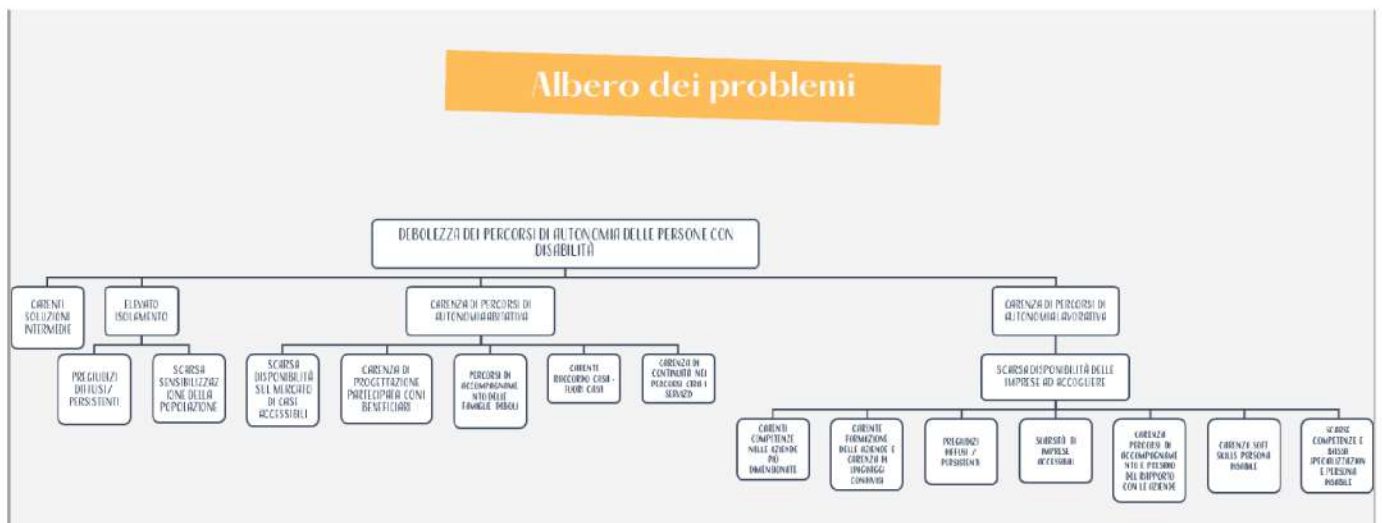 Albero dei problemi
DEBOLEZZA DEI PERCORSI DI AUTONOMIA DELLE PERSONE CON
DISABILITÀ
CARENTI
SOLUZIONI
INTERMEDIE
ELEVATO
ISOLAMENTO
CARENZA DI PERCORSI DI
AUTONOMIA ABITATIVA
CARENZA DI PERCORSI DI
AUTONOMIA LAVORATIVA
PREGIUDIZI
DIFFUSI/
PERSISTENTI
SCARSA
SENSIBILIZZAZ
IONE DELLA
POPOLAZIONE
SCARSA
DISPONIBILITÀ
SUL MERCATO
DI CASE
ACCESSIBILI
CARENZA DI
PROGETTAZIONE
PARTECIPATA CON I
BENEFICIARI
PERCORSI DI
ACCOMPAGNAME
NTO DELLE
FAMIGLIE DEBOLI
CARENTE
RACCORDO CASA -
FUORI CASA
CARENZA DI
CONTINUITÀ NEI
PERCORSI
SERVIZIO
SCARSA DISPONIBILITÀ DELLE
IMPRESE AD ACCOGLIERE
CARENTI
COMPETENZE
NELLE AZIENDE
PIÙ
DIMENSIONATE
CARENTE
FORMAZIONE
DELLE AZIENDE E
CARENZA DI
LINGUAGGI
CONDIVISI
PREGIUDIZI
DIFFUSI /
PERSISTENTI
SCARSITÀ DI
IMPRESE
ACCESSIBILI
CARENZA
PERCORSI DI
ACCOMPAGNAME
NTO E PRESIDIO
DEL RAPPORTO
CON LE AZIENDE
CARENZE SOFT
SKILLS PERSONA
DISABILE
SCARSE
COMPETENZE E
BASSA
SPECIALIZZAZION
E PERSONA
DISABILE